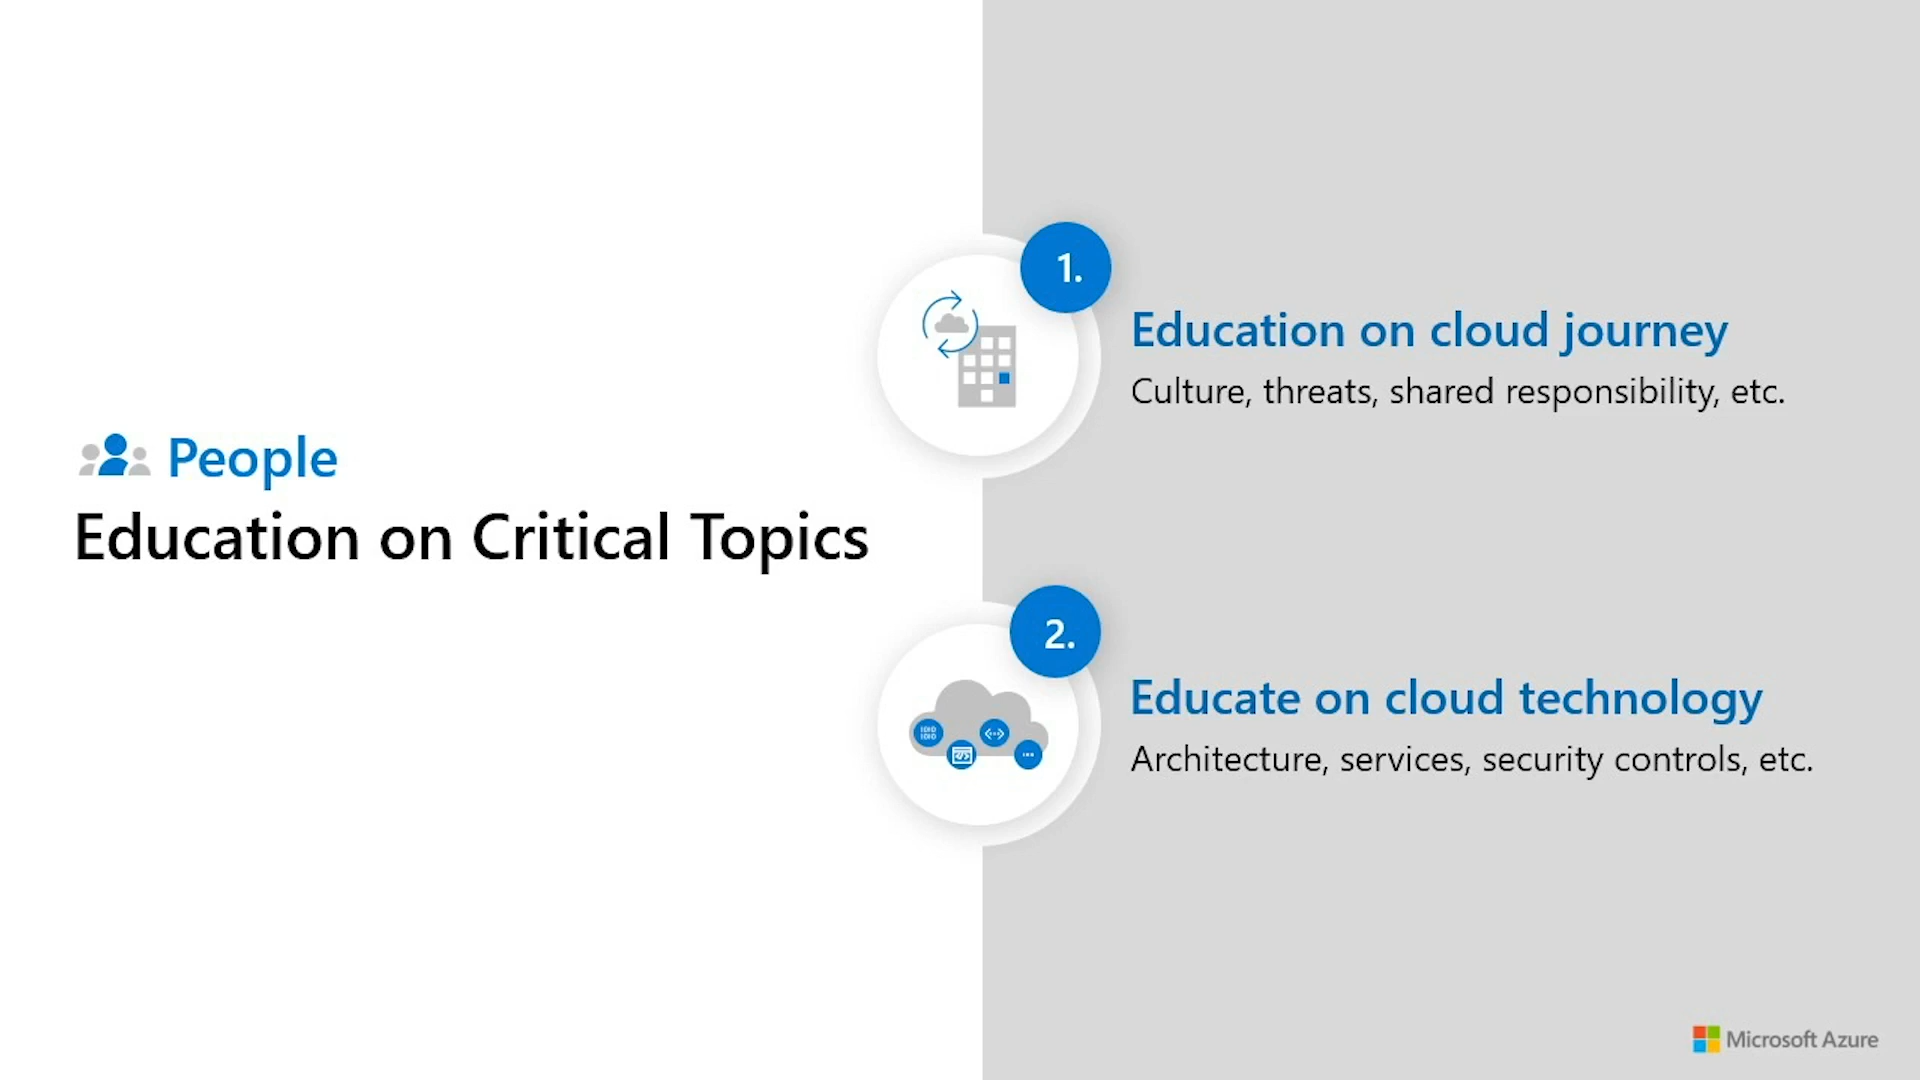 People
Education on Critical Topics
1.
Education on cloud journey
Culture, threats, shared responsibility, etc.
2.
Educate on cloud technology
Architecture, services, security controls, etc.
Microsoft Azure